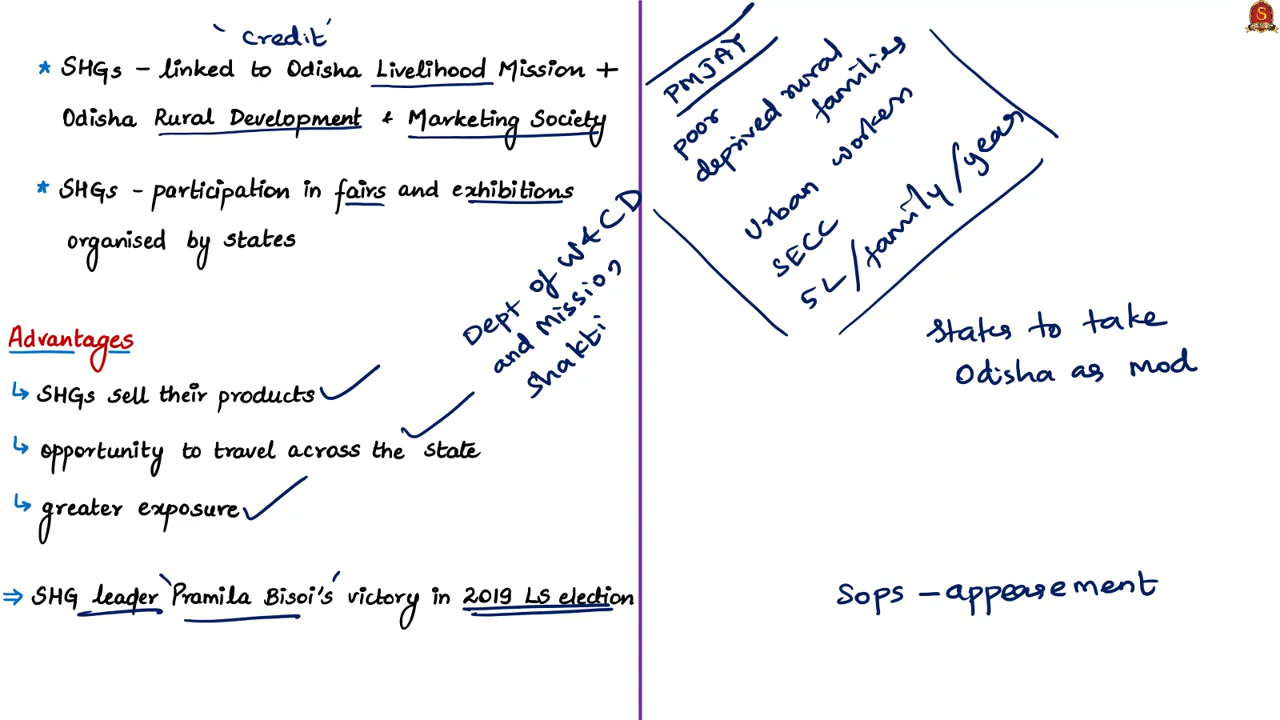 'credit'
* SHGs - linked to Odisha Livelihood Mission +
Odisha Rural Development & Marketing Society
* SHGs - participation in fairs and exhibitions
organised by states
Advantages
↳ SHGs sell their products ✓
↳ opportunity to travel across the state ✓
↳ greater exposure ✓
⇒ SHG leader 'Pramila Bisoi's' victory in 2019 LS election
Dept of W&CD
and Mission
Shakti
PMJAY
poor
deprived rural
families
Urban workers
SECC
5L/family/year
States to take
Odisha as mod
Sops - appeasement
S